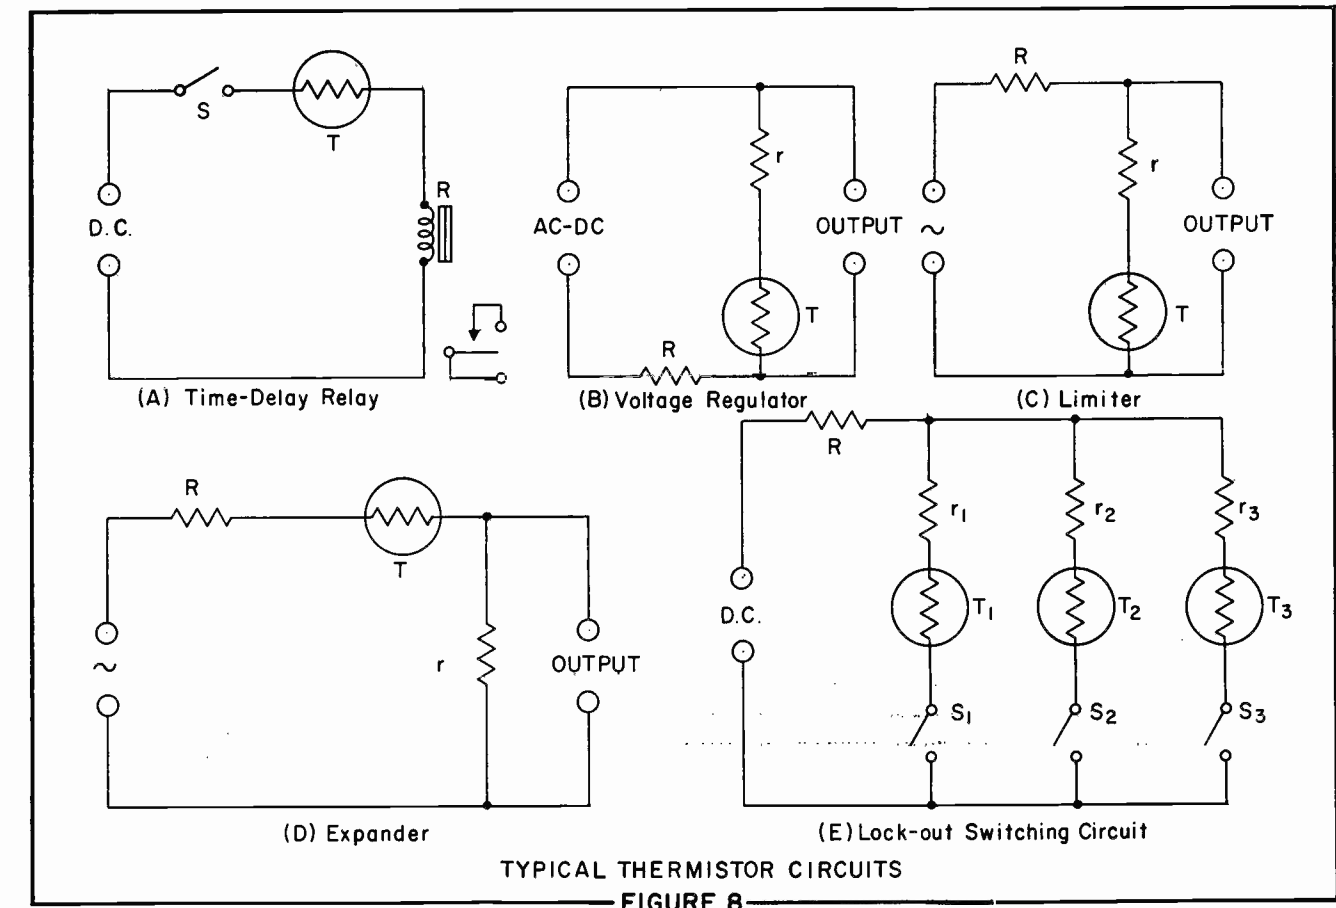 S
T
D.C.
R
(A) Time-Delay Relay
AC-DC
r
T
R
OUTPUT
(B) Voltage Regulator
R
~
r
T
OUTPUT
(C) Limiter
R
T
~
r
OUTPUT
(D) Expander
R
D.C.
r1 r2 r3
T1 T2 T3
S1 S2 S3
(E) Lock-out Switching Circuit
TYPICAL THERMISTOR CIRCUITS
FIGURE 8